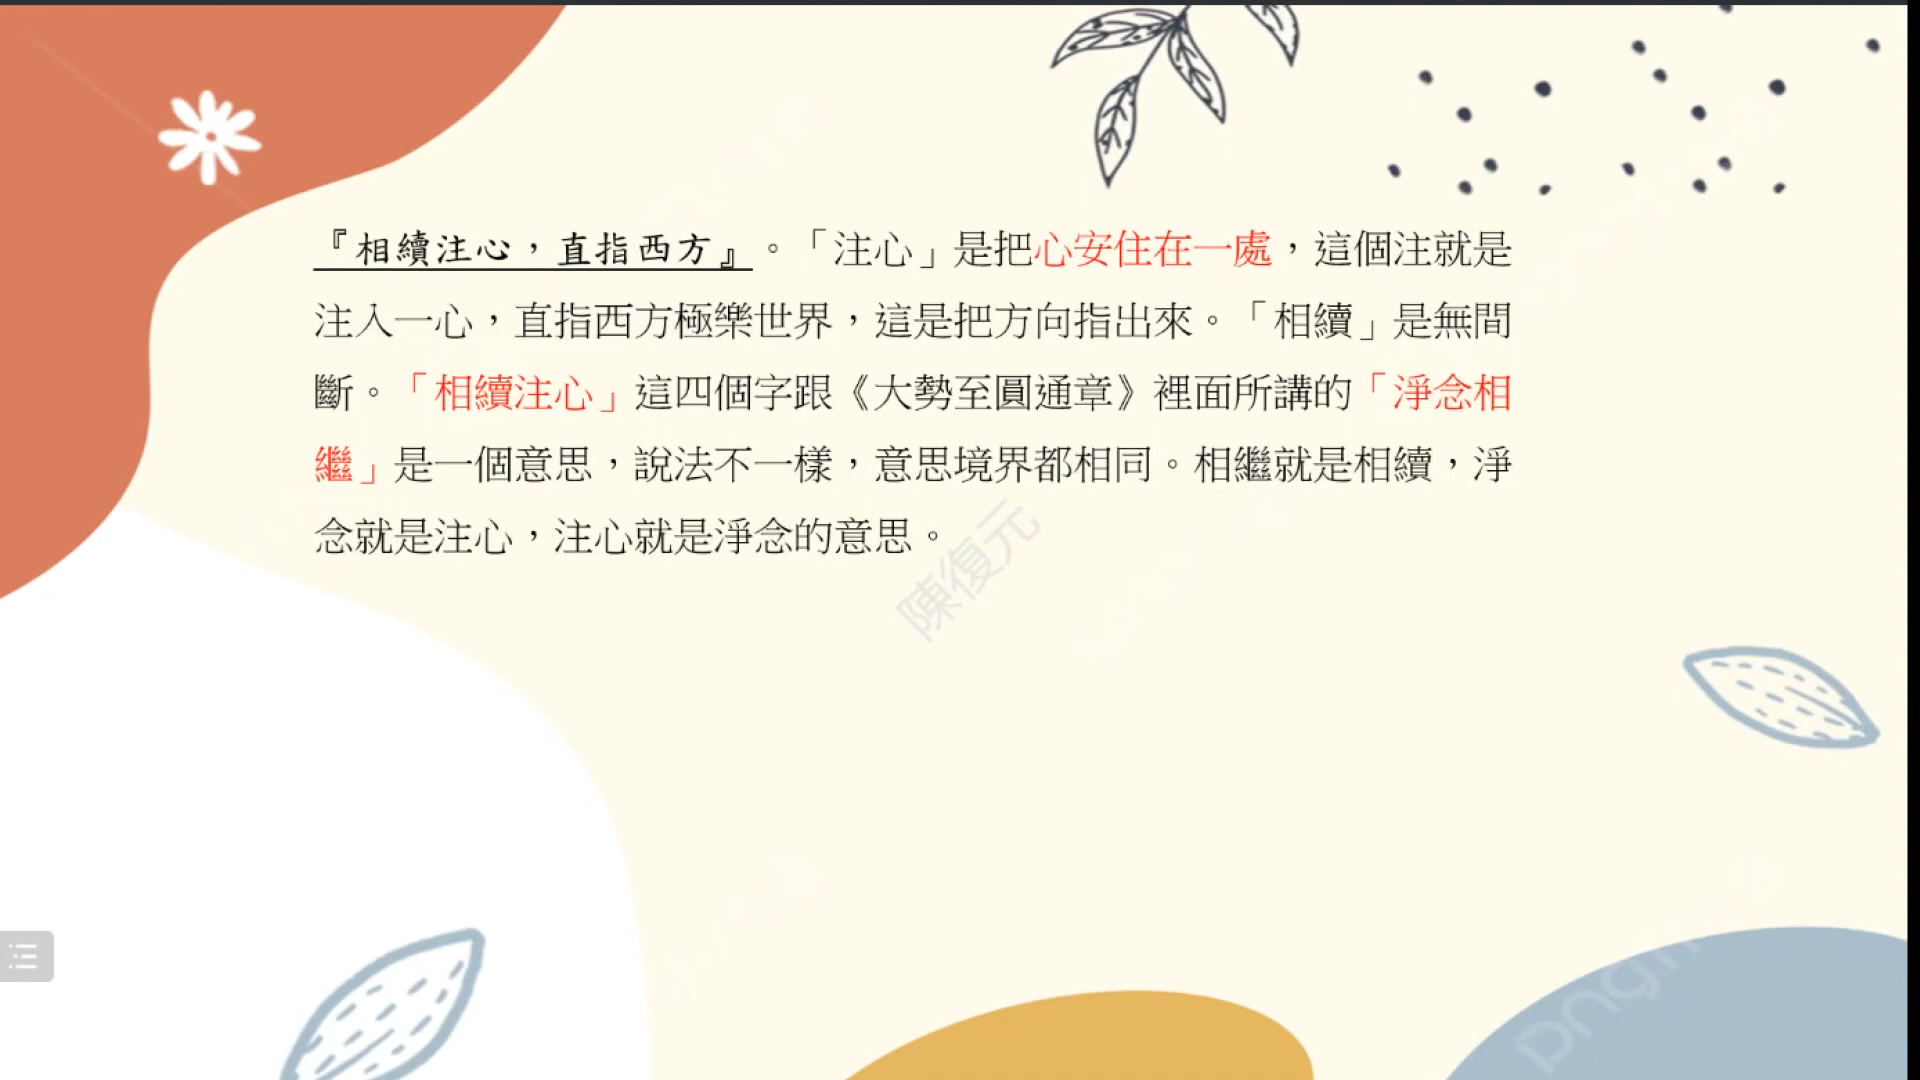 『相續注心，直指西方』。「注心」是把心安住在一處，這個注就是
注入一心，直指西方極樂世界，這是把方向指出來。「相續」是無間
斷。「相續注心」這四個字跟《大勢至圓通章》裡面所講的「淨念相
繼」是一個意思，說法不一樣，意思境界都相同。相繼就是相續，淨
念就是注心，注心就是淨念的意思。
陳復元